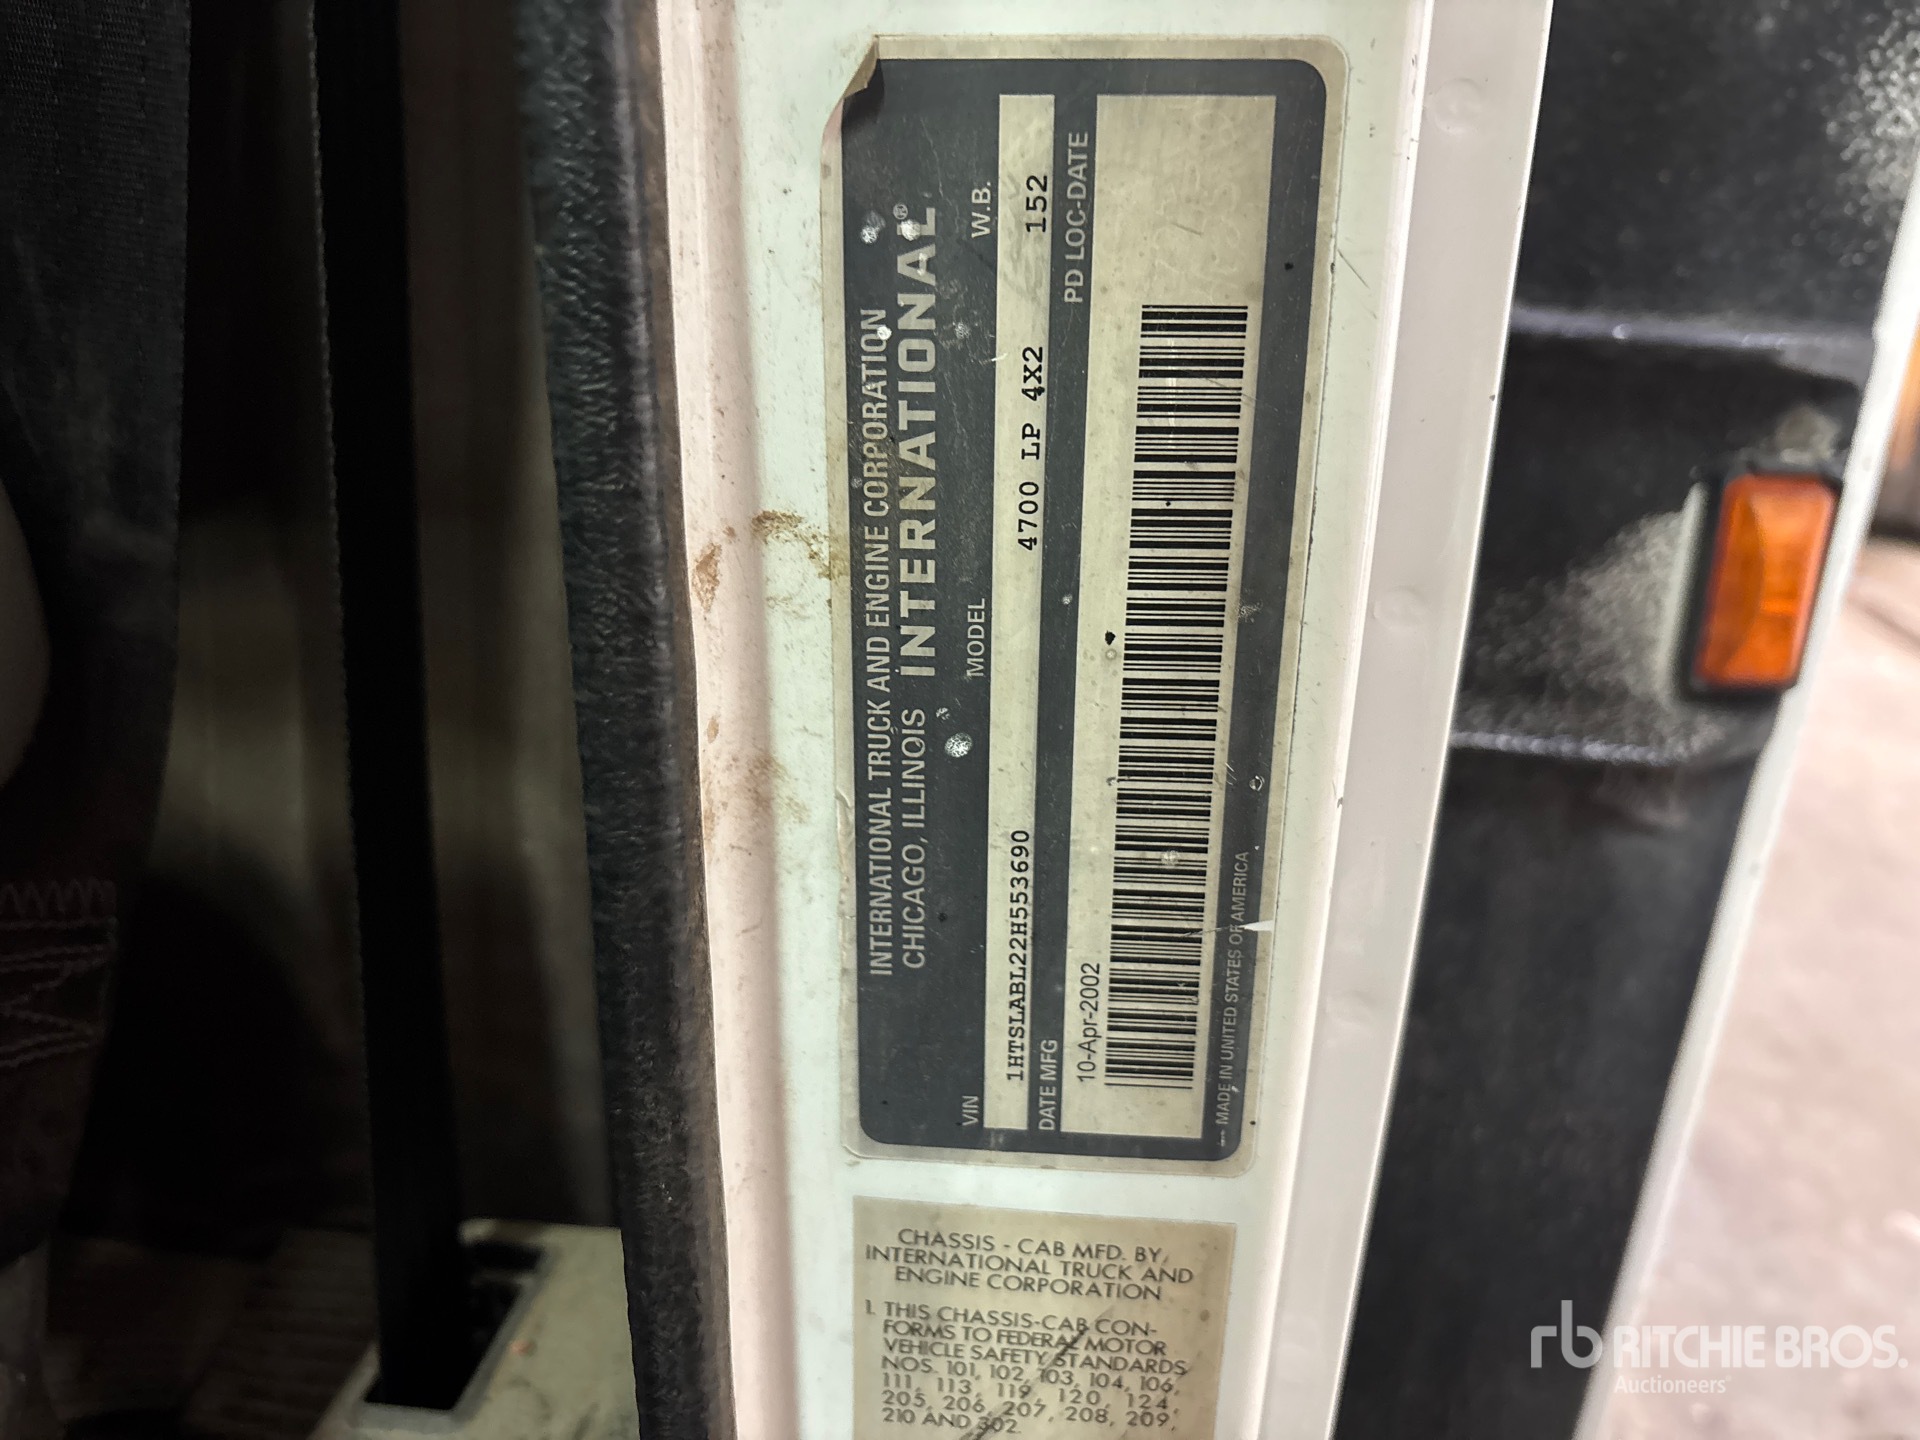 INTERNATIONAL TRUCK AND ENGINE CORPORATION
CHICAGO, ILLINOIS INTERNATIONAL®
VIN MODEL W.B.
1HTSLABL22H553690 4700 LP 4X2 152
DATE MFG PD LOC-DATE
10-Apr-2002
MADE IN UNITED STATES OF AMERICA
CHASSIS - CAB MFD. BY
INTERNATIONAL TRUCK AND
ENGINE CORPORATION
1. THIS CHASSIS-CAB CON-
FORMS TO FEDERAL MOTOR
VEHICLE SAFETY STANDARDS
NOS. 101, 102, 103, 104, 106,
111, 113, 119, 120, 124,
205, 206, 207, 208, 209,
210 AND 302.
rb RITCHIE BROS.
Auctioneers